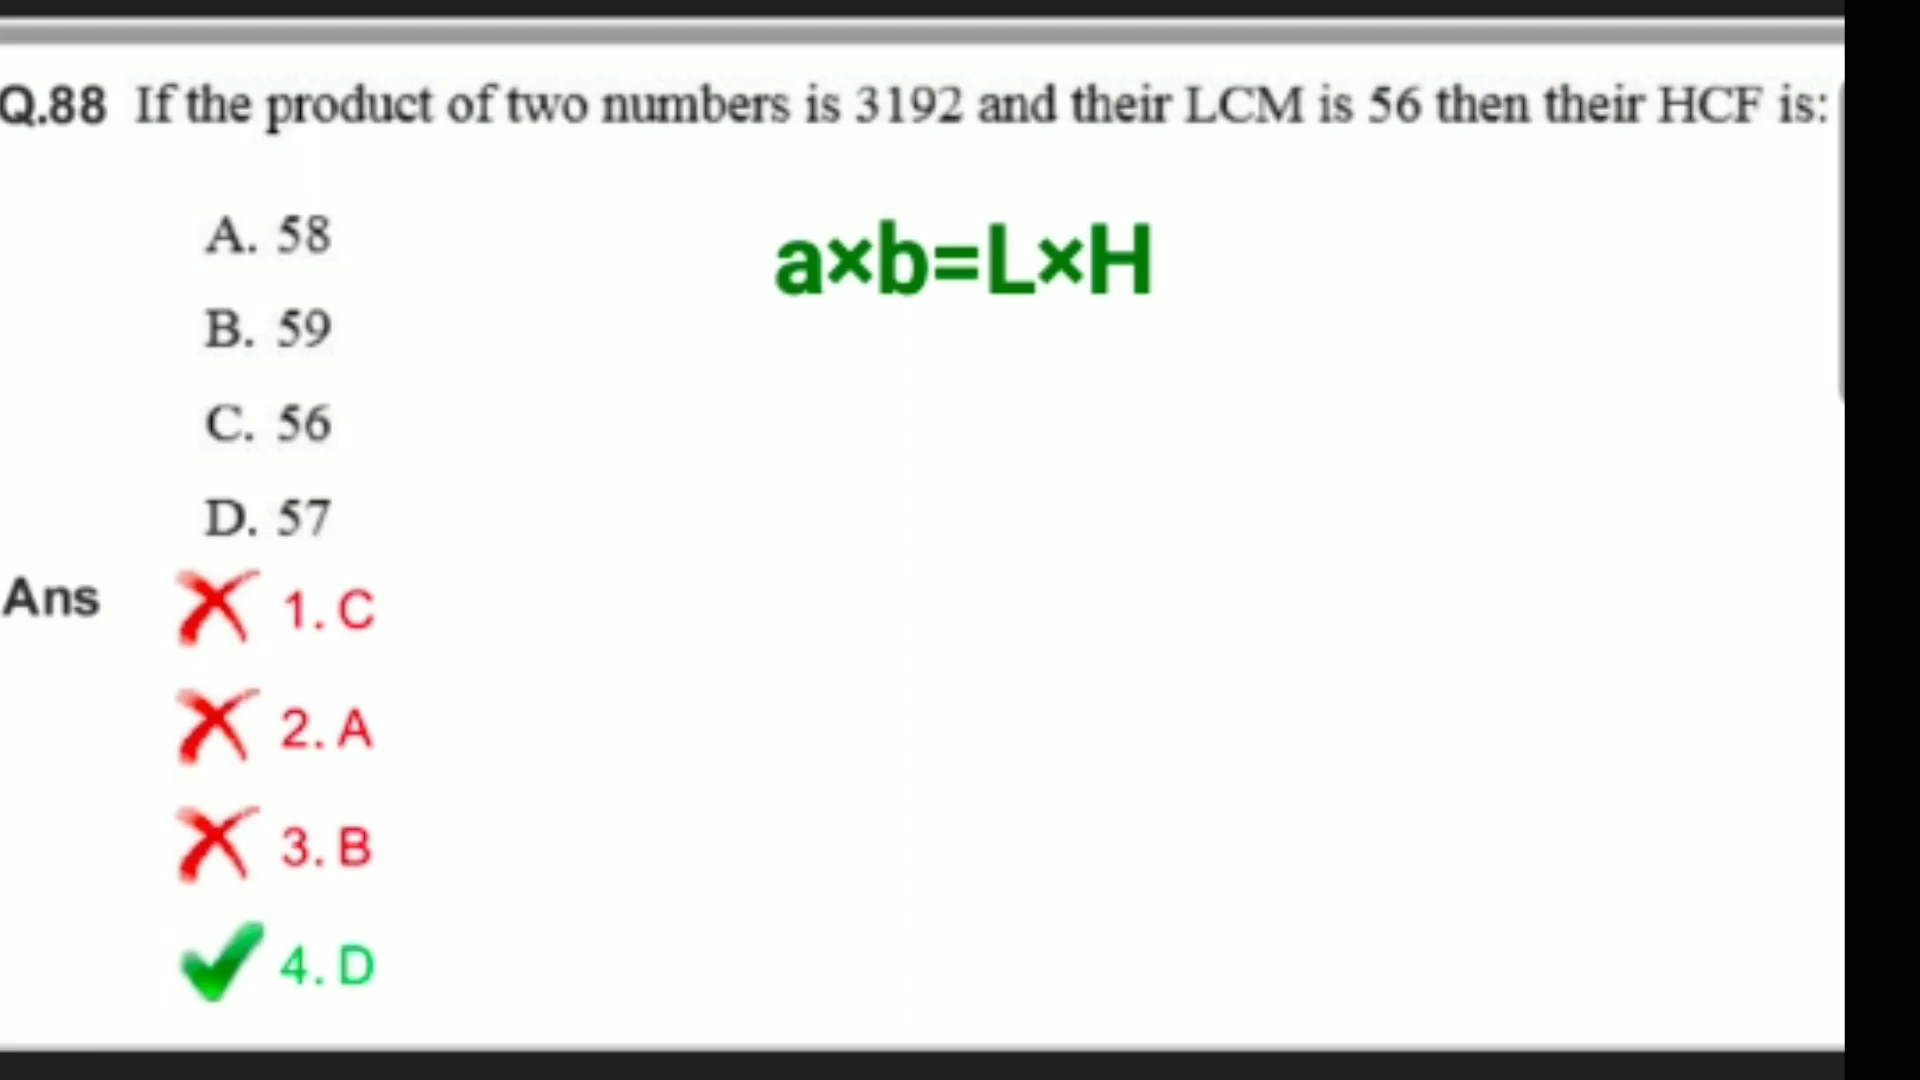 Q.88 If the product of two numbers is 3192 and their LCM is 56 then their HCF is:
a×b=L×H
A. 58
B. 59
C. 56
D. 57
Ans
1. C
2. A
3. B
4. D